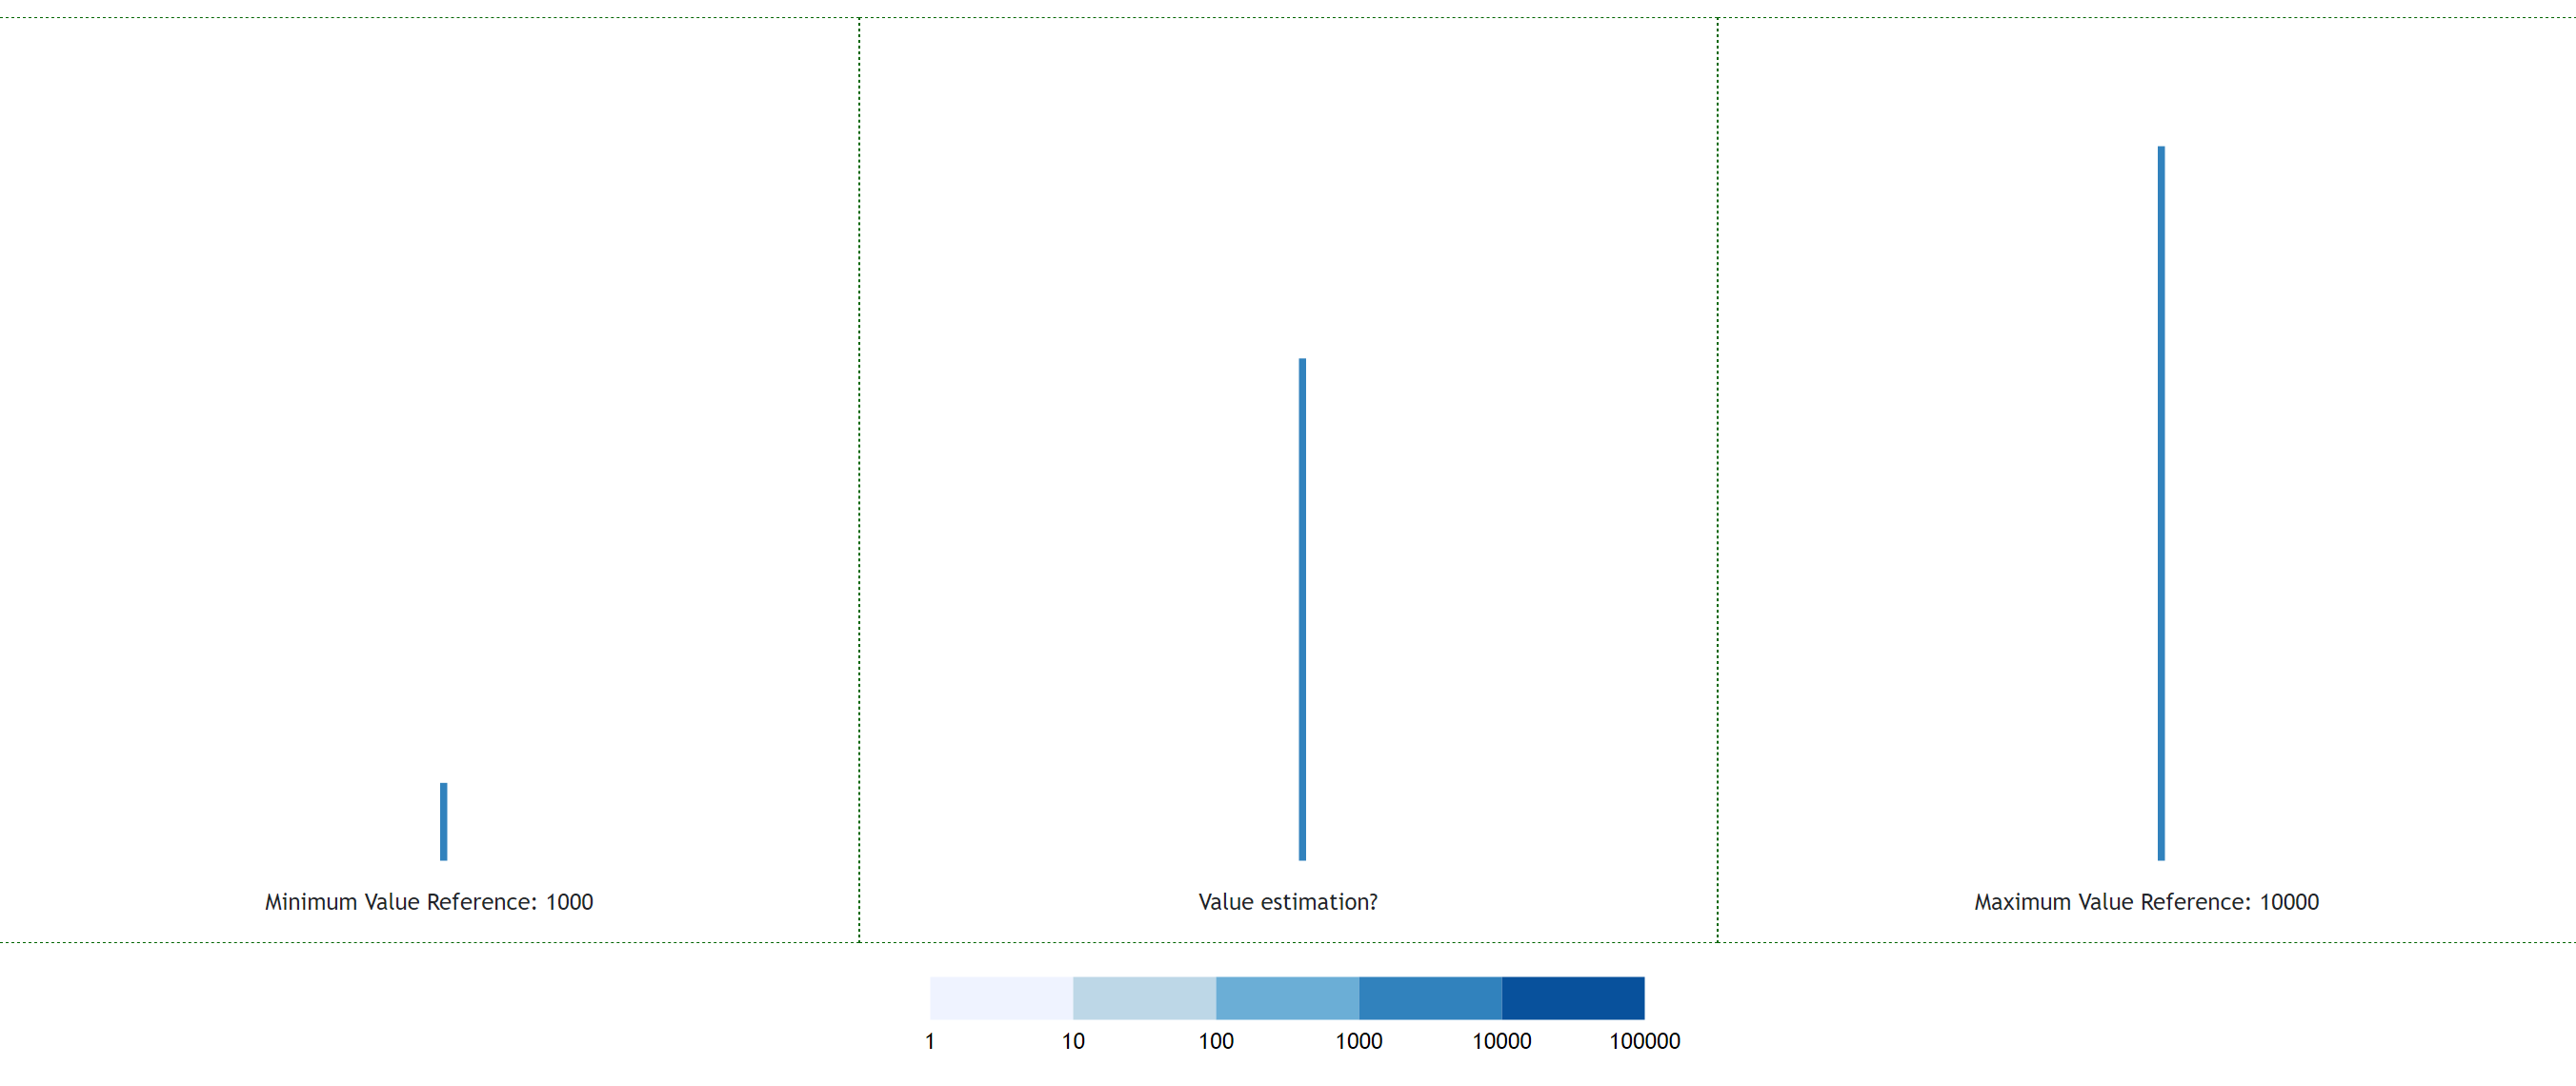 Minimum Value Reference: 1000
Value estimation?
Maximum Value Reference: 10000
1 10 100 1000 10000 100000